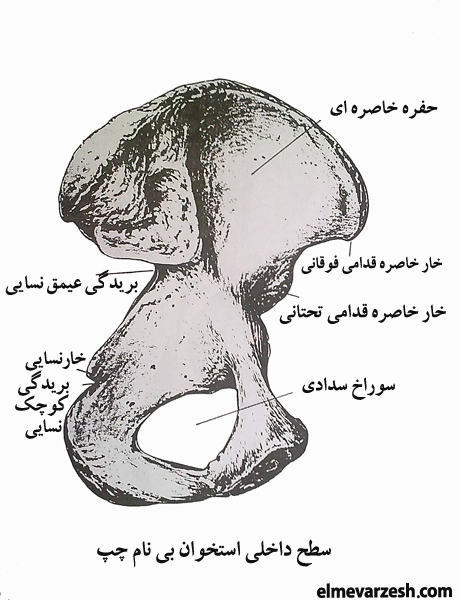 حفره خاصره ای
خار خاصره قدامی فوقانی
بریدگی عیمق نسایی
خار خاصره قدامی تحتانی
خارنسایی
بریدگی
کوچک
نسایی
سوراخ سدادی
سطح داخلی استخوان بی نام چپ
elmevarzesh.com